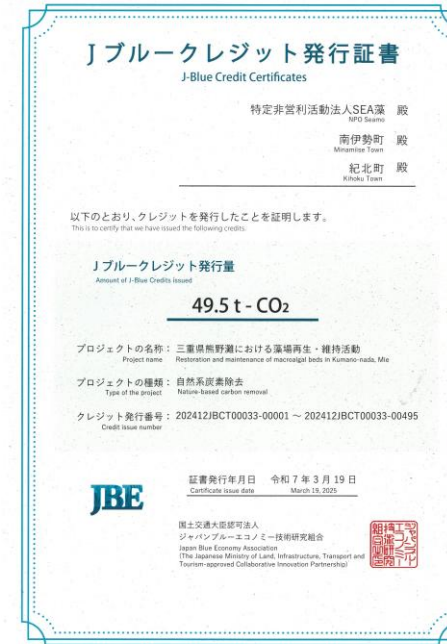 Jブルークレジット発行証書
J-Blue Credit Certificates
特定非営利活動法人SEA藻 殿
NPO Seamo
南伊勢町 殿
Minamiise Town
紀北町 殿
Kihoku Town
以下のとおり、クレジットを発行したことを証明します。
This is to certify that we have issued the following credits.
Jブルークレジット発行量
Amount of J-Blue Credits issued
49.5 t - CO₂
プロジェクトの名称： 三重県熊野灘における藻場再生・維持活動
Project name Restoration and maintenance of macroalgal beds in Kumano-nada, Mie
プロジェクトの種類： 自然系炭素除去
Type of the project Nature-based carbon removal
クレジット発行番号： 202412JBCT00033-00001 ～ 202412JBCT00033-00495
Credit issue number
JBE
証書発行年月日 令和７年３月19日
Certificate issue date March 19, 2025
国土交通大臣認可法人
ジャパンブルーエコノミー技術研究組合
Japan Blue Economy Association
(The Japanese Ministry of Land, Infrastructure, Transport and
Tourism-approved Collaborative Innovation Partnership)